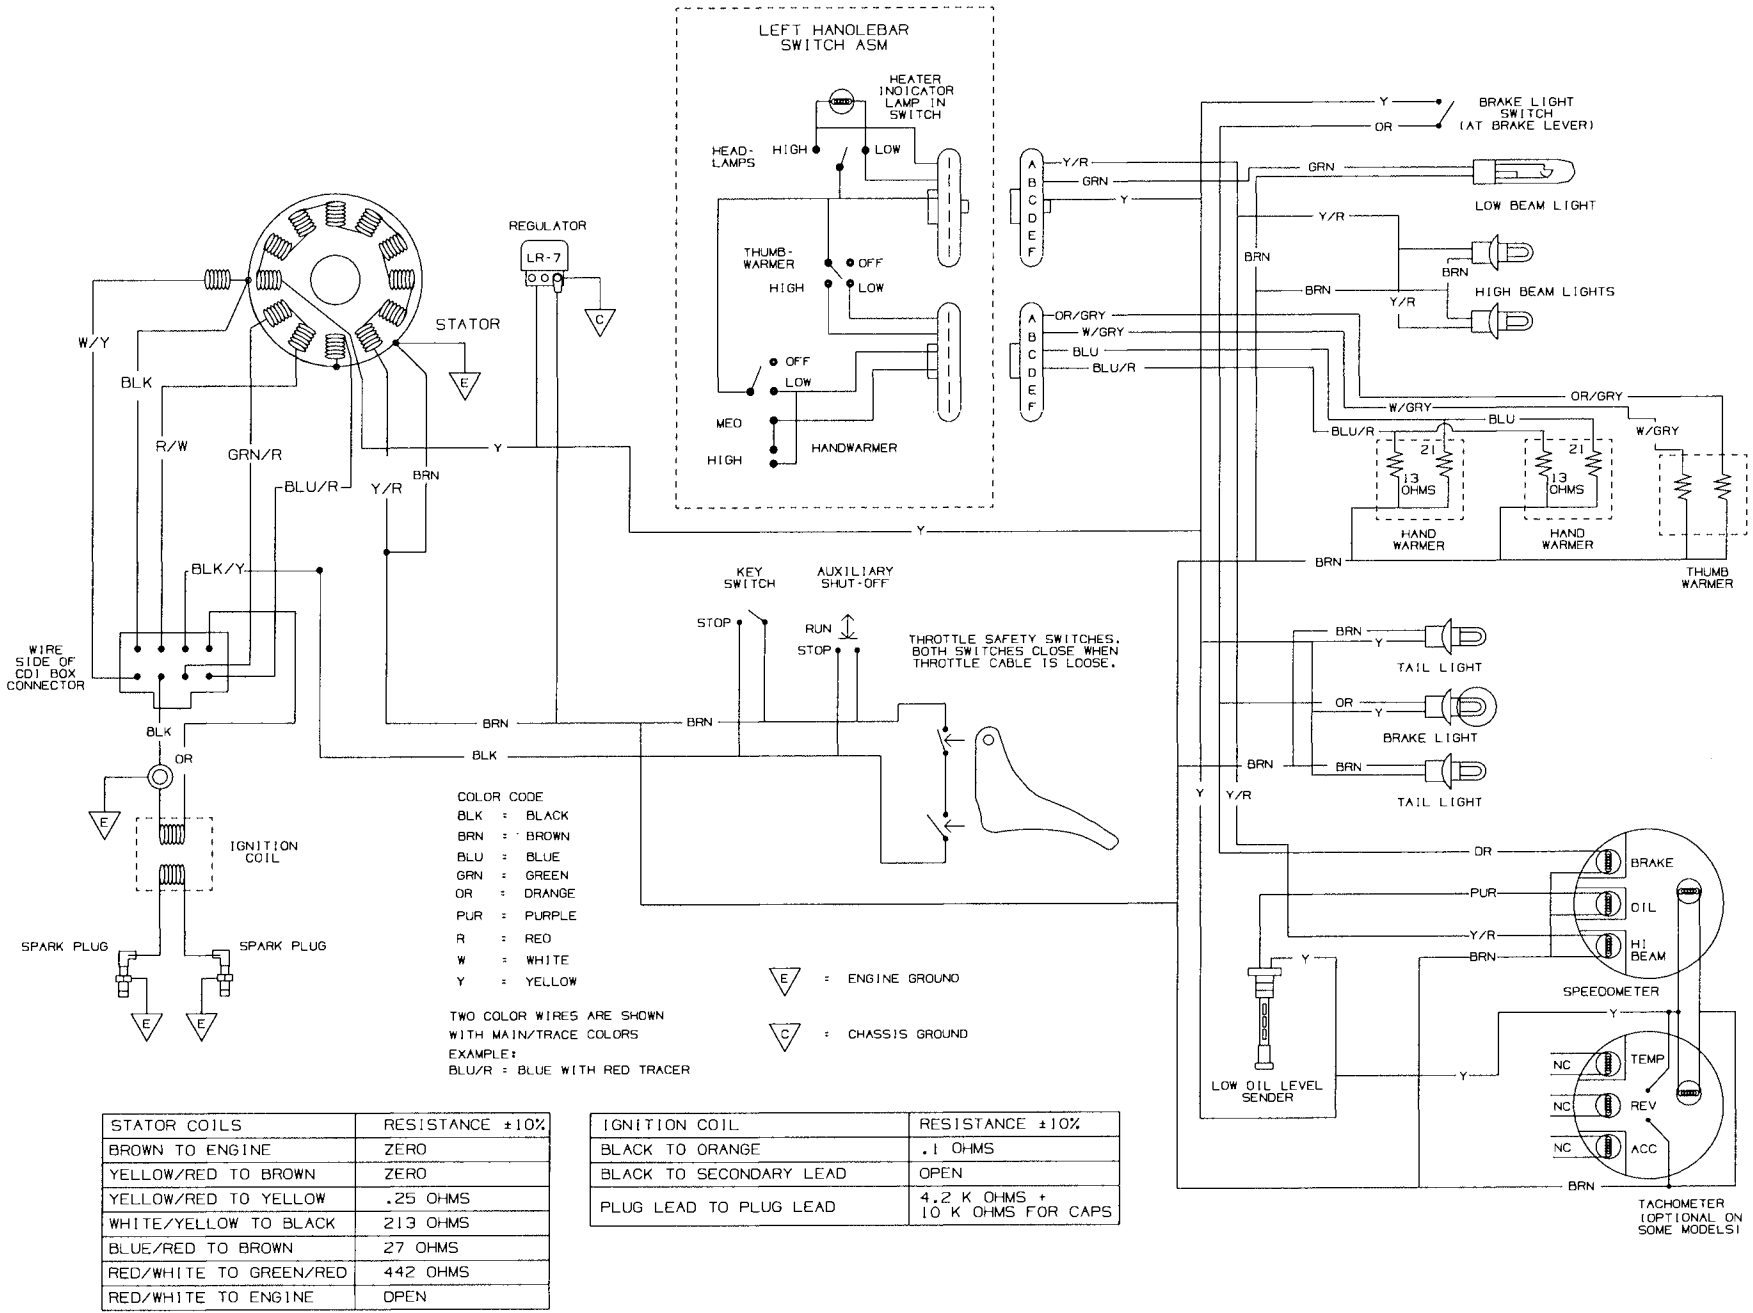 LEFT HANOLEBAR
SWITCH ASM
HEATER
INOICATOR
LAMP IN
SWITCH
HEAD-
LAMPS
HIGH
LOW
THUMB-
WARMER
OFF
HIGH
LOW
OFF
LOW
MEO
HIGH
HANDWARMER
A
B
C
D
E
F
Y/R
GRN
Y
A
B
C
D
E
F
OR/GRY
W/GRY
BLU
BLU/R
Y
OR
BRAKE LIGHT
SWITCH
(AT BRAKE LEVER)
GRN
LOW BEAM LIGHT
Y/R
BRN
BRN
BRN
Y/R
HIGH BEAM LIGHTS
OR/GRY
W/GRY
BLU
W/GRY
BLU/R
21
13
OHMS
21
13
OHMS
HAND
WARMER
HAND
WARMER
BRN
THUMB
WARMER
REGULATOR
LR-7
C
STATOR
E
W/Y
BLK
R/W
GRN/R
BLU/R
Y/R
BRN
Y
Y
BLK/Y
WIRE
SIDE OF
CDI BOX
CONNECTOR
BLK
OR
E
IGNITION
COIL
SPARK PLUG
SPARK PLUG
E
E
KEY
SWITCH
AUXILIARY
SHUT-OFF
STOP
RUN
STOP
THROTTLE SAFETY SWITCHES.
BOTH SWITCHES CLOSE WHEN
THROTTLE CABLE IS LOOSE.
BRN
BRN
BLK
BRN
Y
TAIL LIGHT
OR
Y
BRAKE LIGHT
BRN
BRN
TAIL LIGHT
Y
Y/R
COLOR CODE
BLK : BLACK
BRN : BROWN
BLU : BLUE
GRN : GREEN
OR : DRANGE
PUR : PURPLE
R : REO
W : WHITE
Y : YELLOW
TWO COLOR WIRES ARE SHOWN
WITH MAIN/TRACE COLORS
EXAMPLE:
BLU/R = BLUE WITH RED TRACER
E : ENGINE GROUND
C : CHASSIS GROUND
OR
PUR
Y/R
BRN
Y
BRAKE
OIL
HI
BEAM
SPEEDOMETER
Y
LOW OIL LEVEL
SENDER
Y
NC
TEMP
NC
REV
NC
ACC
BRN
TACHOMETER
(OPTIONAL ON
SOME MODELS)
STATOR COILS RESISTANCE ±10%
BROWN TO ENGINE ZERO
YELLOW/RED TO BROWN ZERO
YELLOW/RED TO YELLOW .25 OHMS
WHITE/YELLOW TO BLACK 213 OHMS
BLUE/RED TO BROWN 27 OHMS
RED/WHITE TO GREEN/RED 442 OHMS
RED/WHITE TO ENGINE OPEN
IGNITION COIL RESISTANCE ±10%
BLACK TO ORANGE .1 OHMS
BLACK TO SECONDARY LEAD OPEN
PLUG LEAD TO PLUG LEAD 4.2 K OHMS +
10 K OHMS FOR CAPS